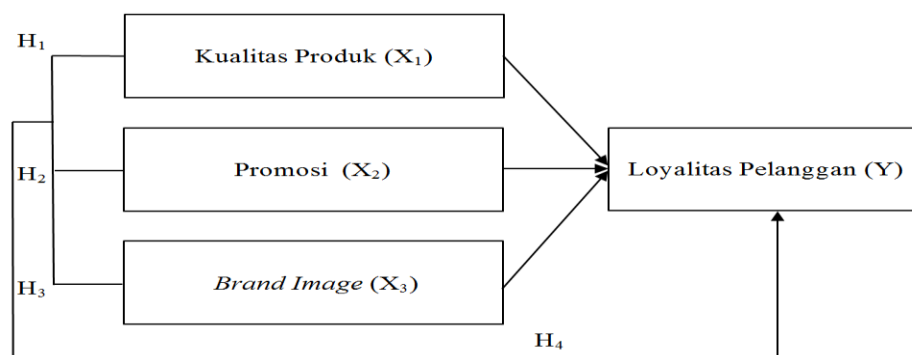 H₁
Kualitas Produk (X₁)
H₂
Promosi (X₂)
Loyalitas Pelanggan (Y)
H₃
Brand Image (X₃)
H₄